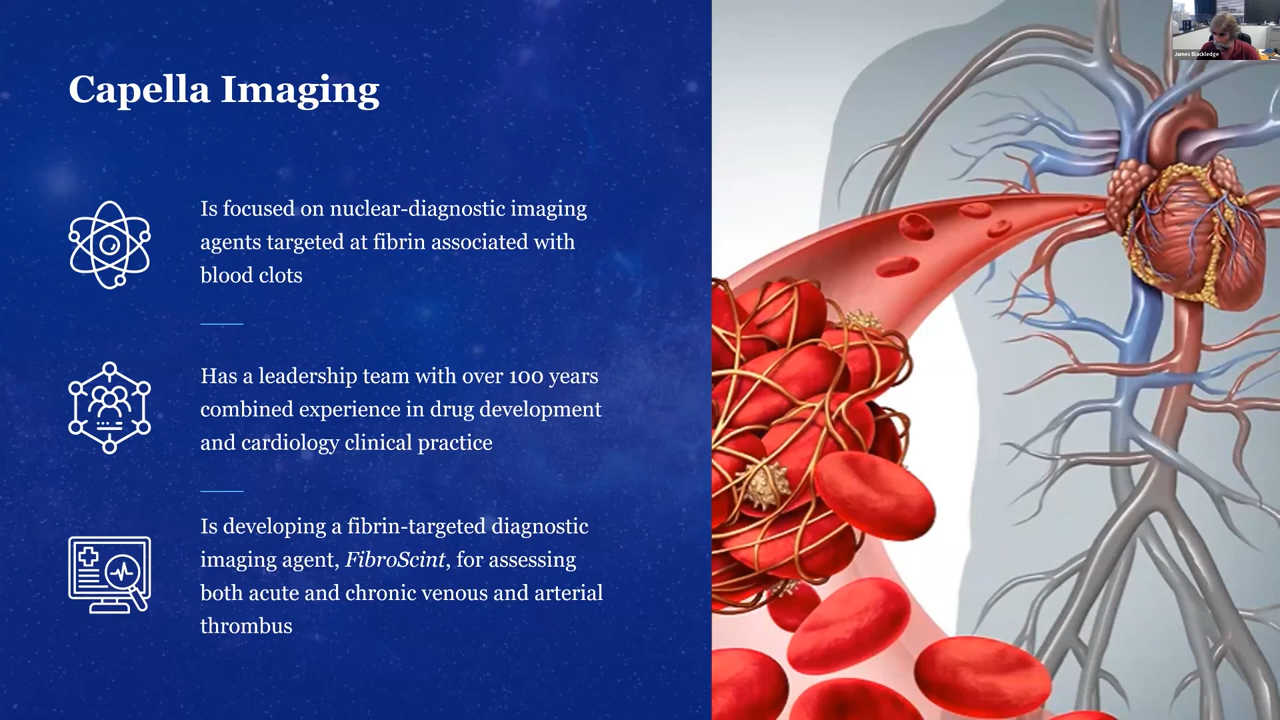 Capella Imaging
Is focused on nuclear-diagnostic imaging
agents targeted at fibrin associated with
blood clots
Has a leadership team with over 100 years
combined experience in drug development
and cardiology clinical practice
Is developing a fibrin-targeted diagnostic
imaging agent, FibroScint, for assessing
both acute and chronic venous and arterial
thrombus
James Blackledge